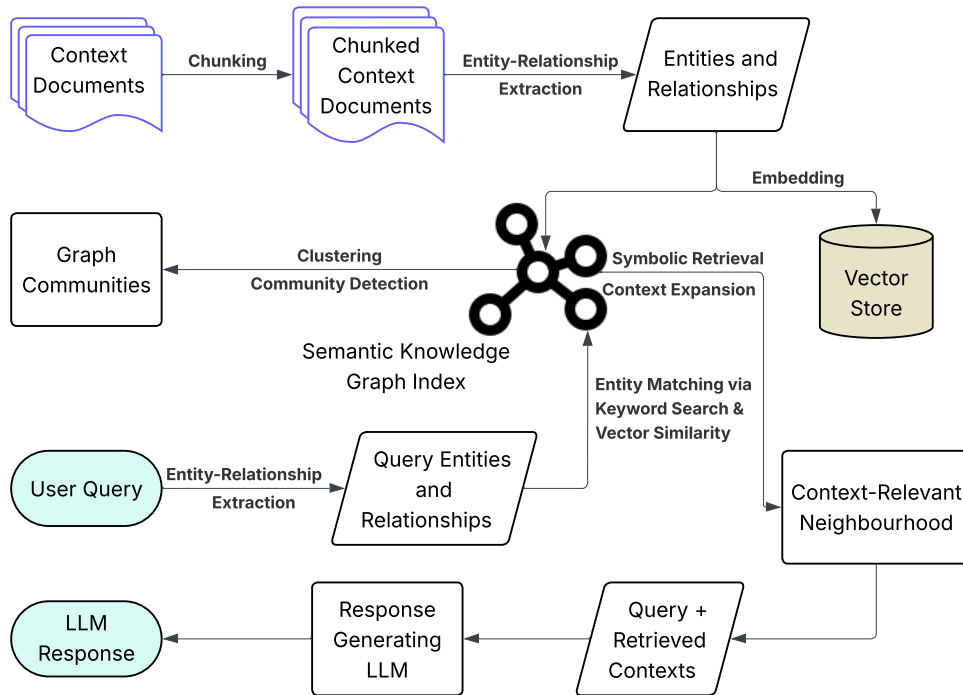 Context
Documents
Chunking
Chunked
Context
Documents
Entity-Relationship
Extraction
Entities and
Relationships
Embedding
Vector
Store
Graph
Communities
Clustering
Community Detection
Symbolic Retrieval
Context Expansion
Semantic Knowledge
Graph Index
Entity Matching via
Keyword Search &
Vector Similarity
User Query
Entity-Relationship
Extraction
Query Entities
and
Relationships
Context-Relevant
Neighbourhood
LLM
Response
Response
Generating
LLM
Query +
Retrieved
Contexts